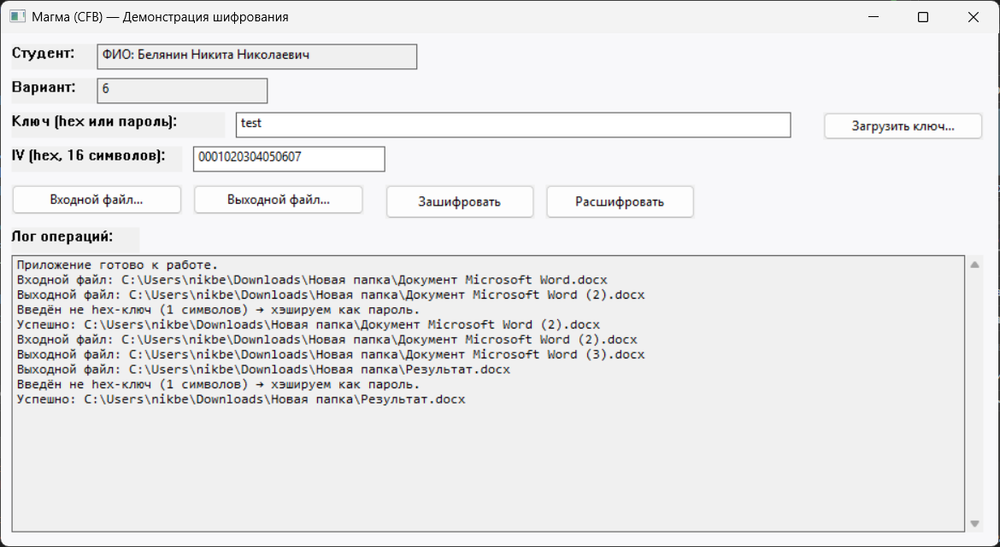 Магма (CFB) — Демонстрация шифрования
Студент: ФИО: Белянин Никита Николаевич
Вариант: 6
Ключ (hex или пароль): test Загрузить ключ...
IV (hex, 16 символов): 0001020304050607
Входной файл... Выходной файл... Зашифровать Расшифровать
Лог операций:
Приложение готово к работе.
Входной файл: C:\Users\nikbe\Downloads\Новая папка\Документ Microsoft Word.docx
Выходной файл: C:\Users\nikbe\Downloads\Новая папка\Документ Microsoft Word (2).docx
Введён не hex-ключ (1 символов) → хэшируем как пароль.
Успешно: C:\Users\nikbe\Downloads\Новая папка\Документ Microsoft Word (2).docx
Входной файл: C:\Users\nikbe\Downloads\Новая папка\Документ Microsoft Word (2).docx
Выходной файл: C:\Users\nikbe\Downloads\Новая папка\Документ Microsoft Word (3).docx
Выходной файл: C:\Users\nikbe\Downloads\Новая папка\Результат.docx
Введён не hex-ключ (1 символов) → хэшируем как пароль.
Успешно: C:\Users\nikbe\Downloads\Новая папка\Результат.docx